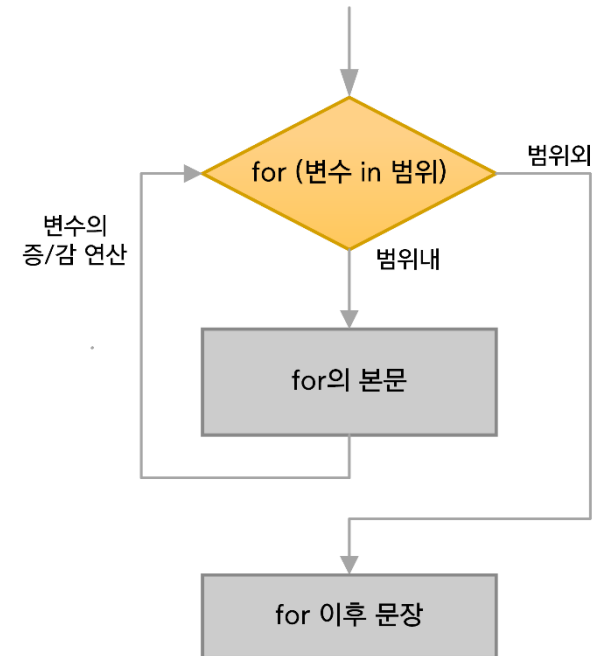 for (변수 in 범위)
범위외
변수의
증/감 연산
범위내
for의 본문
for 이후 문장